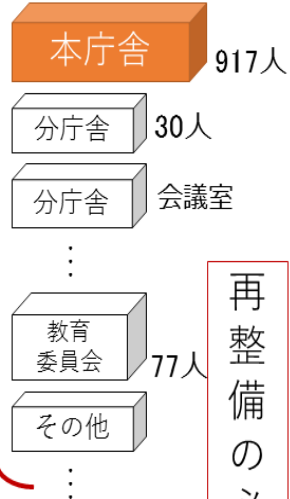 本庁舎
917人
分庁舎
30人
分庁舎
会議室
⋮
教育
委員会
77人
その他
⋮
再整備の